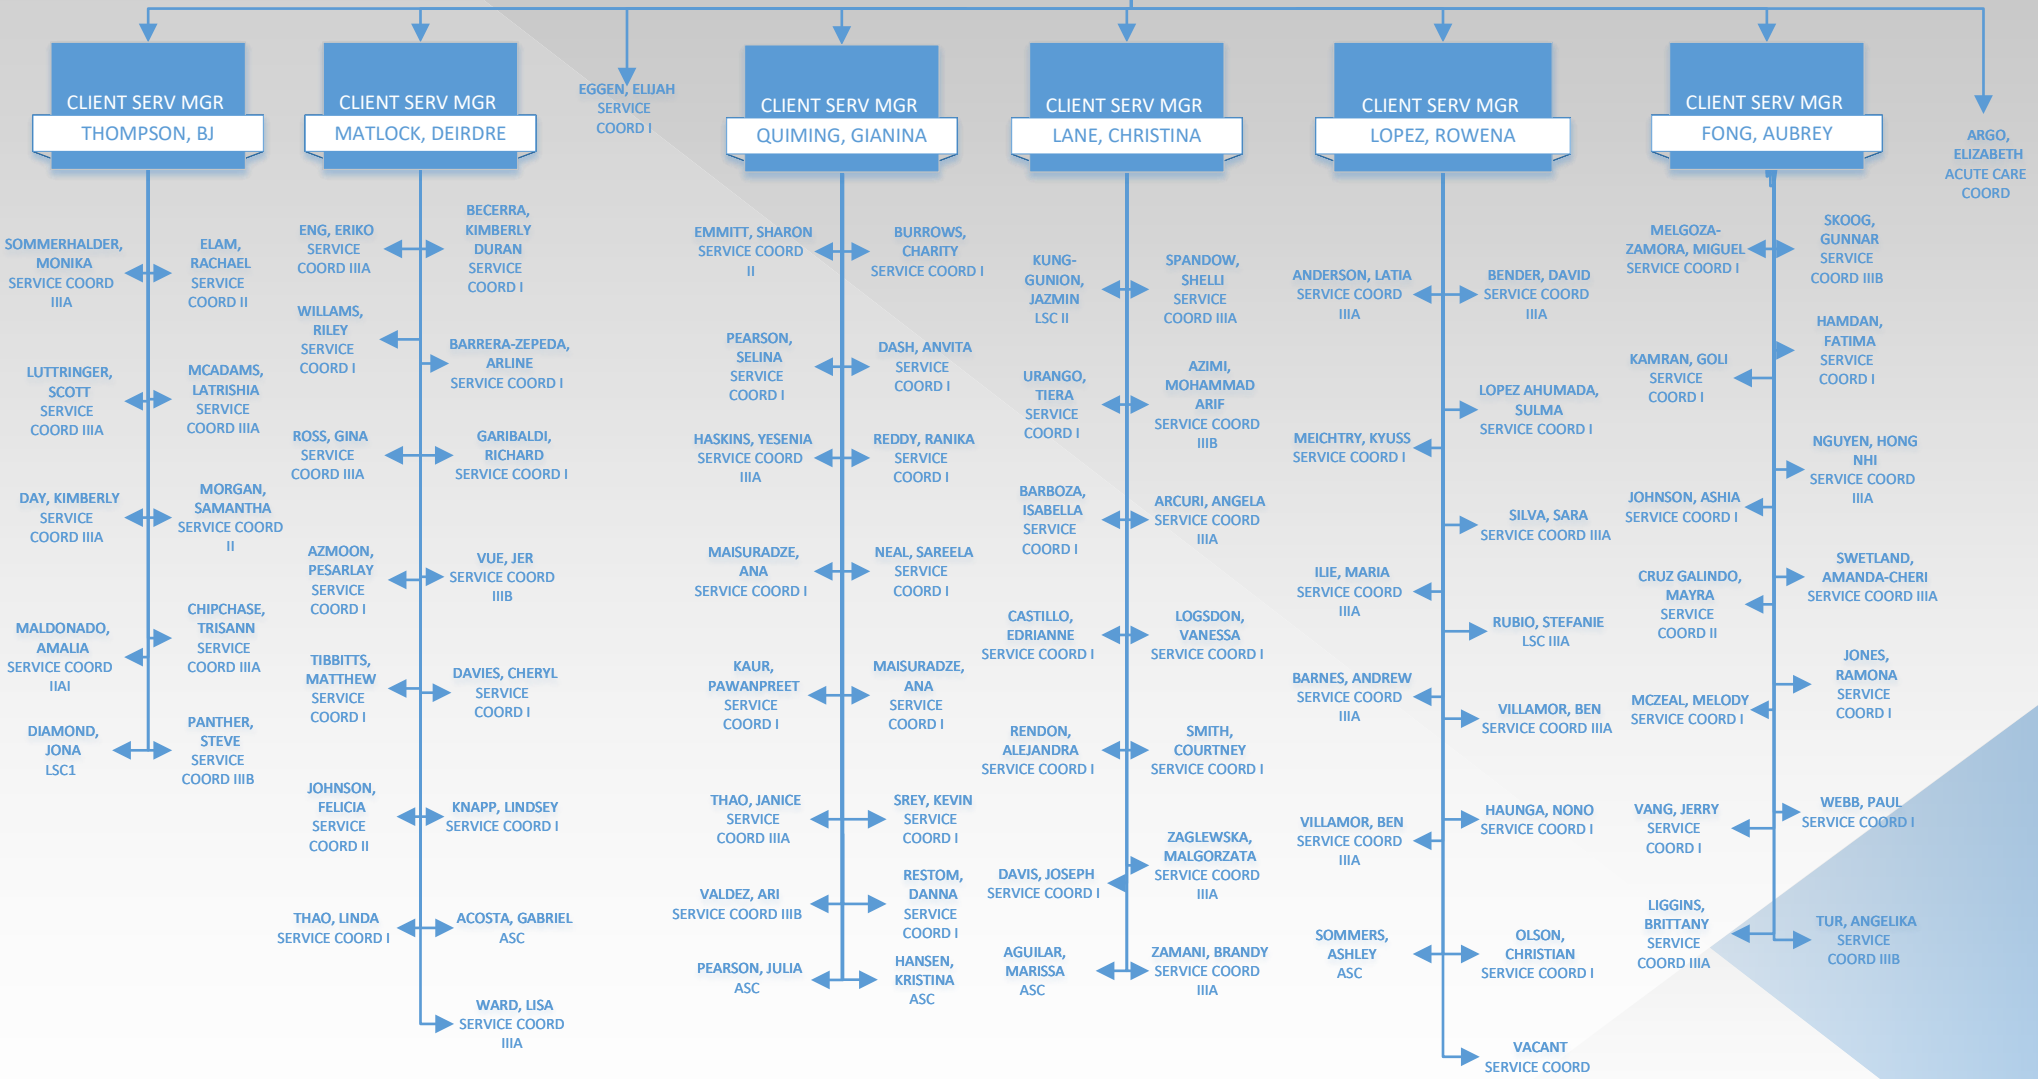 CLIENT SERV MGR
THOMPSON, BJ
SOMMERHALDER,
MONIKA
SERVICE COORD
IIIA
ELAM,
RACHAEL
SERVICE
COORD II
LUTTRINGER,
SCOTT
SERVICE
COORD IIIA
MCADAMS,
LATRISHIA
SERVICE
COORD IIIA
DAY, KIMBERLY
SERVICE
COORD IIIA
MORGAN,
SAMANTHA
SERVICE COORD
II
MALDONADO,
AMALIA
SERVICE COORD
IIAI
CHIPCHASE,
TRISANN
SERVICE
COORD IIIA
DIAMOND,
JONA
LSC1
PANTHER,
STEVE
SERVICE
COORD IIIB
CLIENT SERV MGR
MATLOCK, DEIRDRE
ENG, ERIKO
SERVICE
COORD IIIA
BECERRA,
KIMBERLY
DURAN
SERVICE
COORD I
WILLAMS,
RILEY
SERVICE
COORD I
BARRERA-ZEPEDA,
ARLINE
SERVICE COORD I
ROSS, GINA
SERVICE
COORD IIIA
GARIBALDI,
RICHARD
SERVICE COORD I
AZMOON,
PESARLAY
SERVICE
COORD I
VUE, JER
SERVICE COORD
IIIB
TIBBITTS,
MATTHEW
SERVICE
COORD I
DAVIES, CHERYL
SERVICE
COORD I
JOHNSON,
FELICIA
SERVICE
COORD II
KNAPP, LINDSEY
SERVICE COORD I
THAO, LINDA
SERVICE COORD I
ACOSTA, GABRIEL
ASC
WARD, LISA
SERVICE COORD
IIIA
EGGEN, ELIJAH
SERVICE
COORD I
CLIENT SERV MGR
QUIMING, GIANINA
EMMITT, SHARON
SERVICE COORD
II
BURROWS,
CHARITY
SERVICE COORD I
PEARSON,
SELINA
SERVICE
COORD I
DASH, ANVITA
SERVICE
COORD I
HASKINS, YESENIA
SERVICE COORD
IIIA
REDDY, RANIKA
SERVICE
COORD I
MAISURADZE,
ANA
SERVICE COORD I
NEAL, SAREELA
SERVICE
COORD I
KAUR,
PAWANPREET
SERVICE
COORD I
MAISURADZE,
ANA
SERVICE
COORD I
THAO, JANICE
SERVICE
COORD IIIA
SREY, KEVIN
SERVICE
COORD I
VALDEZ, ARI
SERVICE COORD IIIB
RESTOM,
DANNA
SERVICE
COORD I
PEARSON, JULIA
ASC
HANSEN,
KRISTINA
ASC
CLIENT SERV MGR
LANE, CHRISTINA
KUNG-
GUNION,
JAZMIN
LSC II
SPANDOW,
SHELLI
SERVICE
COORD IIIA
URANGO,
TIERA
SERVICE
COORD I
AZIMI,
MOHAMMAD
ARIF
SERVICE COORD
IIIB
BARBOZA,
ISABELLA
SERVICE
COORD I
ARCURI, ANGELA
SERVICE COORD
IIIA
CASTILLO,
EDRIANNE
SERVICE COORD I
LOGSDON,
VANESSA
SERVICE COORD I
RENDON,
ALEJANDRA
SERVICE COORD I
SMITH,
COURTNEY
SERVICE COORD I
DAVIS, JOSEPH
SERVICE COORD I
ZAGLEWSKA,
MALGORZATA
SERVICE COORD
IIIA
AGUILAR,
MARISSA
ASC
ZAMANI, BRANDY
SERVICE COORD
IIIA
CLIENT SERV MGR
LOPEZ, ROWENA
ANDERSON, LATIA
SERVICE COORD
IIIA
BENDER, DAVID
SERVICE COORD
IIIA
LOPEZ AHUMADA,
SULMA
SERVICE COORD I
MEICHTRY, KYUSS
SERVICE COORD I
SILVA, SARA
SERVICE COORD IIIA
ILIE, MARIA
SERVICE COORD
IIIA
RUBIO, STEFANIE
LSC IIIA
BARNES, ANDREW
SERVICE COORD
IIIA
VILLAMOR, BEN
SERVICE COORD IIIA
VILLAMOR, BEN
SERVICE COORD
IIIA
HAUNGA, NONO
SERVICE COORD I
SOMMERS,
ASHLEY
ASC
OLSON,
CHRISTIAN
SERVICE COORD I
VACANT
SERVICE COORD
CLIENT SERV MGR
FONG, AUBREY
MELGOZA-
ZAMORA, MIGUEL
SERVICE COORD I
SKOOG,
GUNNAR
SERVICE
COORD IIIB
KAMRAN, GOLI
SERVICE
COORD I
HAMDAN,
FATIMA
SERVICE
COORD I
JOHNSON, ASHIA
SERVICE COORD I
NGUYEN, HONG
NHI
SERVICE COORD
IIIA
CRUZ GALINDO,
MAYRA
SERVICE
COORD II
SWETLAND,
AMANDA-CHERI
SERVICE COORD IIIA
MCZEAL, MELODY
SERVICE COORD I
JONES,
RAMONA
SERVICE
COORD I
VANG, JERRY
SERVICE
COORD I
WEBB, PAUL
SERVICE COORD I
LIGGINS,
BRITTANY
SERVICE
COORD IIIA
TUR, ANGELIKA
SERVICE
COORD IIIB
ARGO,
ELIZABETH
ACUTE CARE
COORD